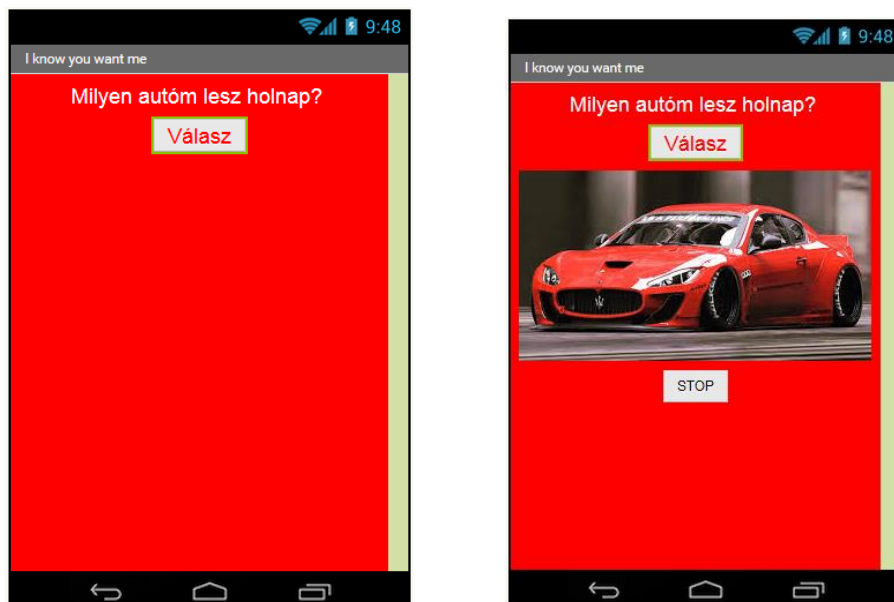 9:48
I know you want me
Milyen autóm lesz holnap?
Válasz
9:48
I know you want me
Milyen autóm lesz holnap?
Válasz
STOP